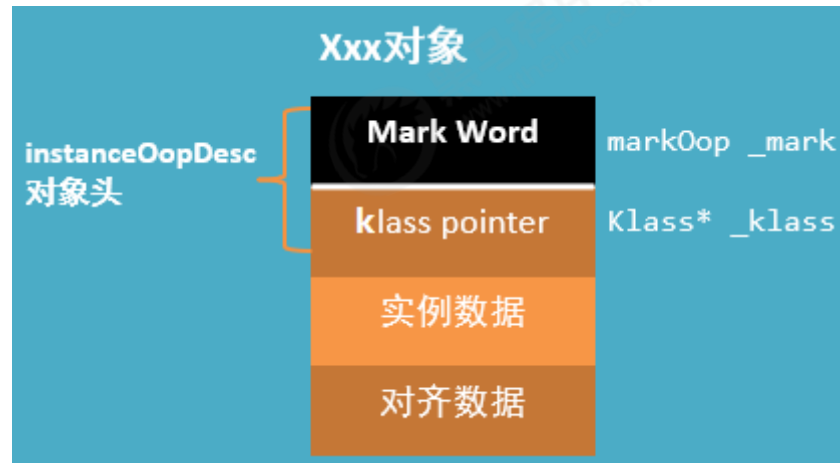 Xxx对象
Mark Word
markOop _mark
instanceOopDesc
对象头
klass pointer
Klass* _klass
实例数据
对齐数据